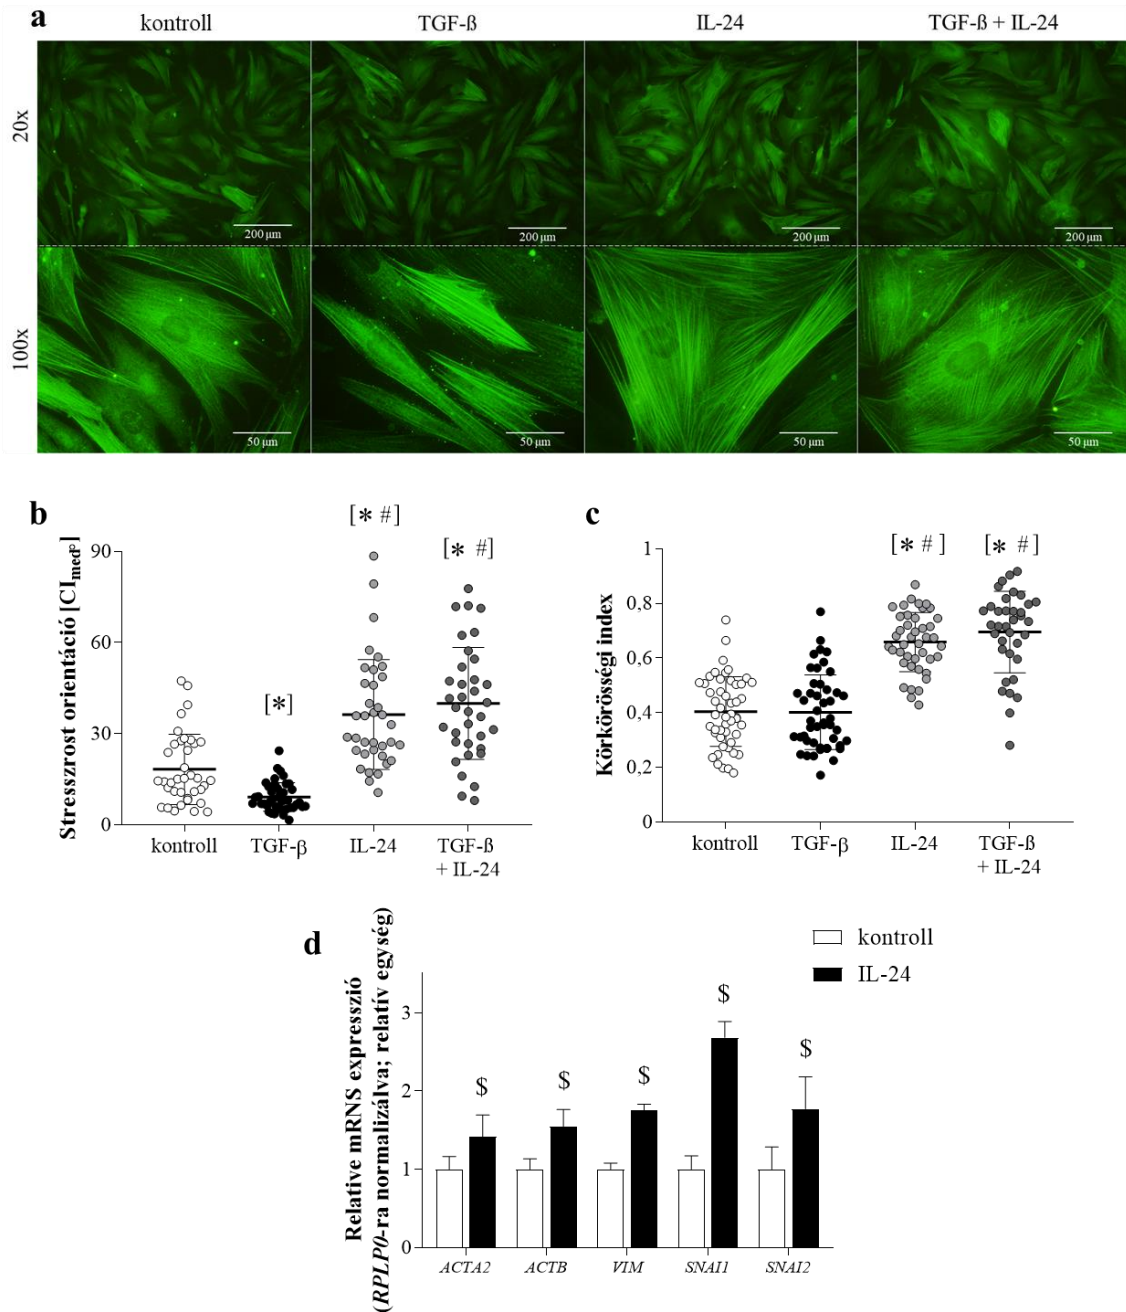 a
kontroll
TGF-ß
IL-24
TGF-ß + IL-24
20x
200 µm
200 µm
200 µm
200 µm
100x
50 µm
50 µm
50 µm
50 µm
b
Stresszrost orientáció [CI_med°]
90
60
30
0
[*]
[* #]
[* #]
kontroll
TGF-β
IL-24
TGF-ß
+ IL-24
c
Körkörösségi index
1
0,8
0,6
0,4
0,2
0
[* #]
[* #]
kontroll
TGF-β
IL-24
TGF-ß
+ IL-24
d
kontroll
IL-24
Relative mRNS expresszió
(RPLP0-ra normalizálva; relatív egység)
3
2
1
0
$
$
$
$
$
ACTA2
ACTB
VIM
SNAI1
SNAI2